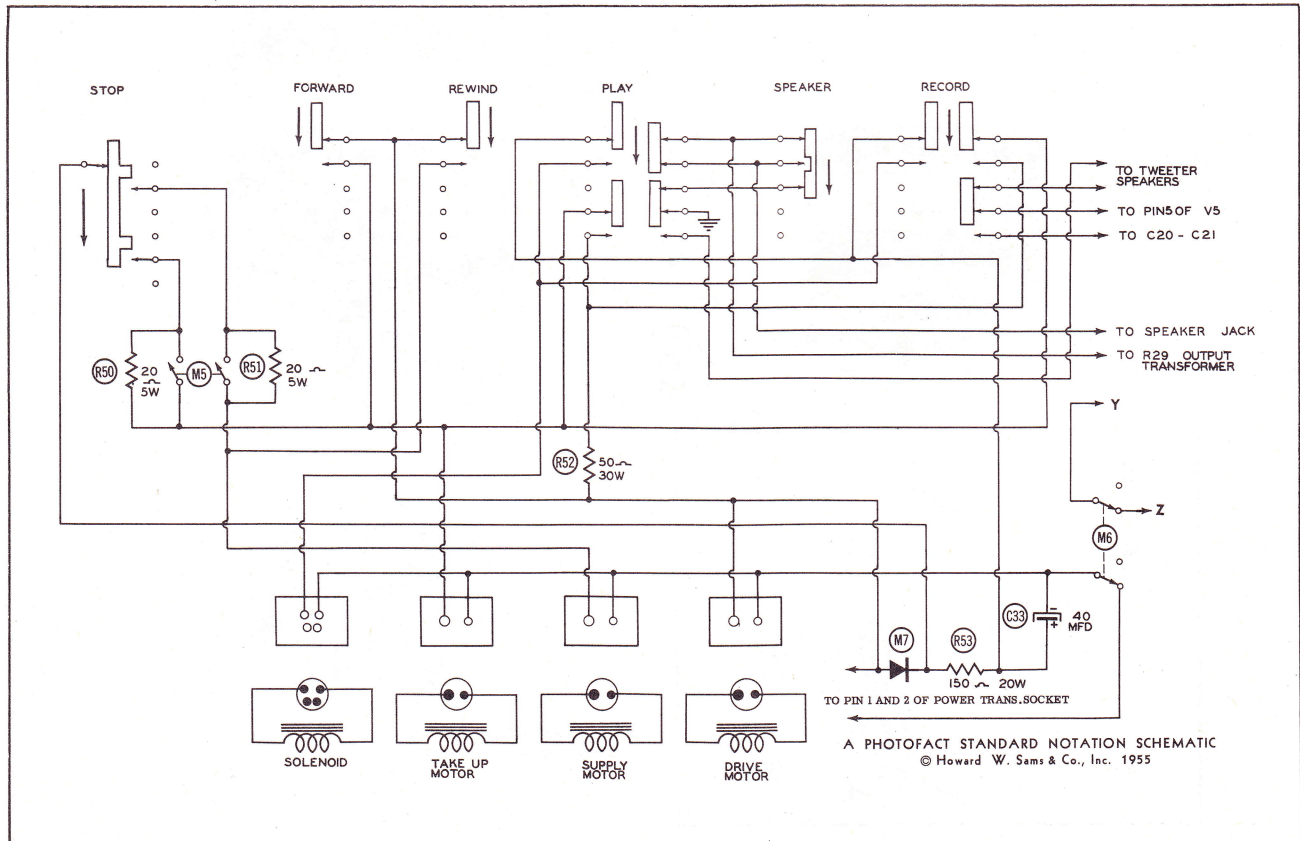 STOP
FORWARD
REWIND
PLAY
SPEAKER
RECORD
TO TWEETER
SPEAKERS
TO PIN5OF V5
TO C20 - C21
TO SPEAKER JACK
TO R29 OUTPUT
TRANSFORMER
R50
20
Ω
5W
M5
R51
20 Ω
5W
Y
R52
50Ω
30W
Z
M6
C33
-
+
40
MFD
M7
R53
150 Ω 20W
TO PIN 1 AND 2 OF POWER TRANS.SOCKET
SOLENOID
TAKE UP
MOTOR
SUPPLY
MOTOR
DRIVE
MOTOR
A PHOTOFACT STANDARD NOTATION SCHEMATIC
© Howard W. Sams & Co., Inc. 1955